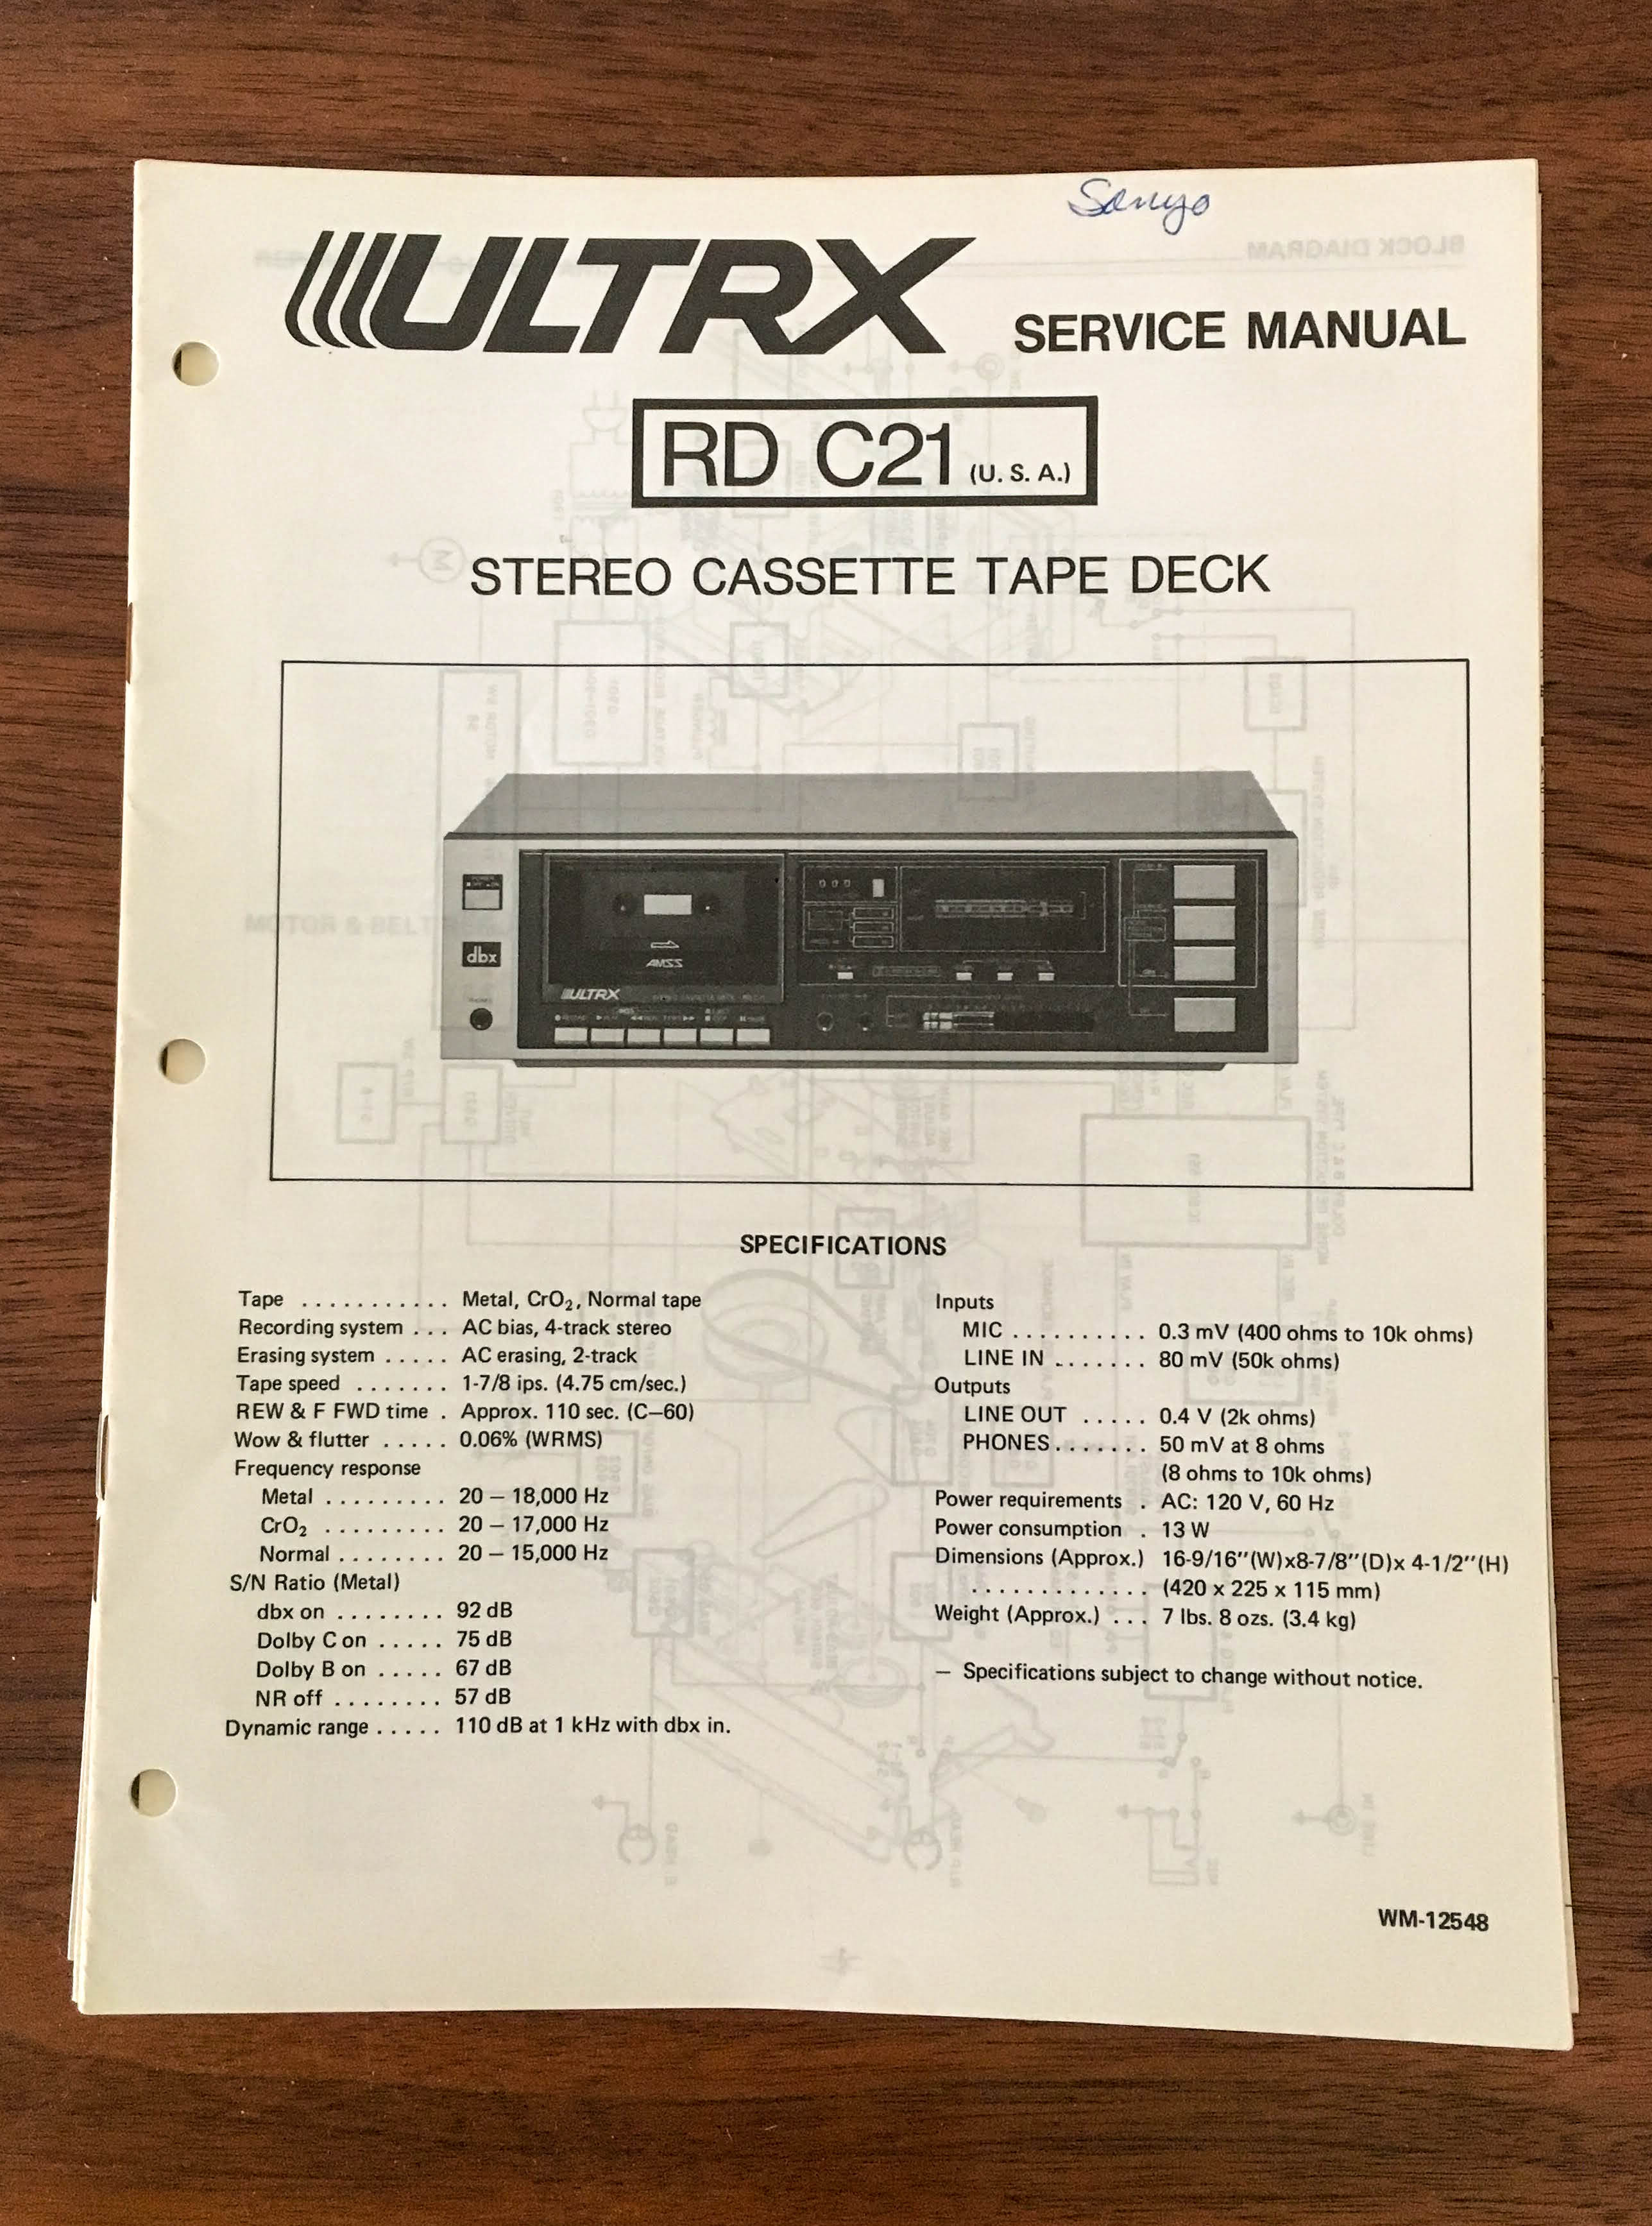 Sanyo
ULTRX SERVICE MANUAL
RD C21 (U. S. A.)
STEREO CASSETTE TAPE DECK
dbx
AMSS
ULTRX
SPECIFICATIONS
Tape ........... Metal, CrO₂, Normal tape
Recording system ... AC bias, 4-track stereo
Erasing system ..... AC erasing, 2-track
Tape speed ....... 1-7/8 ips. (4.75 cm/sec.)
REW & F FWD time . Approx. 110 sec. (C–60)
Wow & flutter ..... 0.06% (WRMS)
Frequency response
Metal ......... 20 – 18,000 Hz
CrO₂ ......... 20 – 17,000 Hz
Normal ........ 20 – 15,000 Hz
S/N Ratio (Metal)
dbx on ........ 92 dB
Dolby C on ..... 75 dB
Dolby B on ..... 67 dB
NR off ........ 57 dB
Dynamic range ..... 110 dB at 1 kHz with dbx in.
Inputs
MIC .......... 0.3 mV (400 ohms to 10k ohms)
LINE IN ....... 80 mV (50k ohms)
Outputs
LINE OUT ..... 0.4 V (2k ohms)
PHONES ....... 50 mV at 8 ohms
(8 ohms to 10k ohms)
Power requirements . AC: 120 V, 60 Hz
Power consumption . 13 W
Dimensions (Approx.) 16-9/16″(W)x8-7/8″(D)x 4-1/2″(H)
............. (420 x 225 x 115 mm)
Weight (Approx.) ... 7 lbs. 8 ozs. (3.4 kg)
– Specifications subject to change without notice.
WM-12548